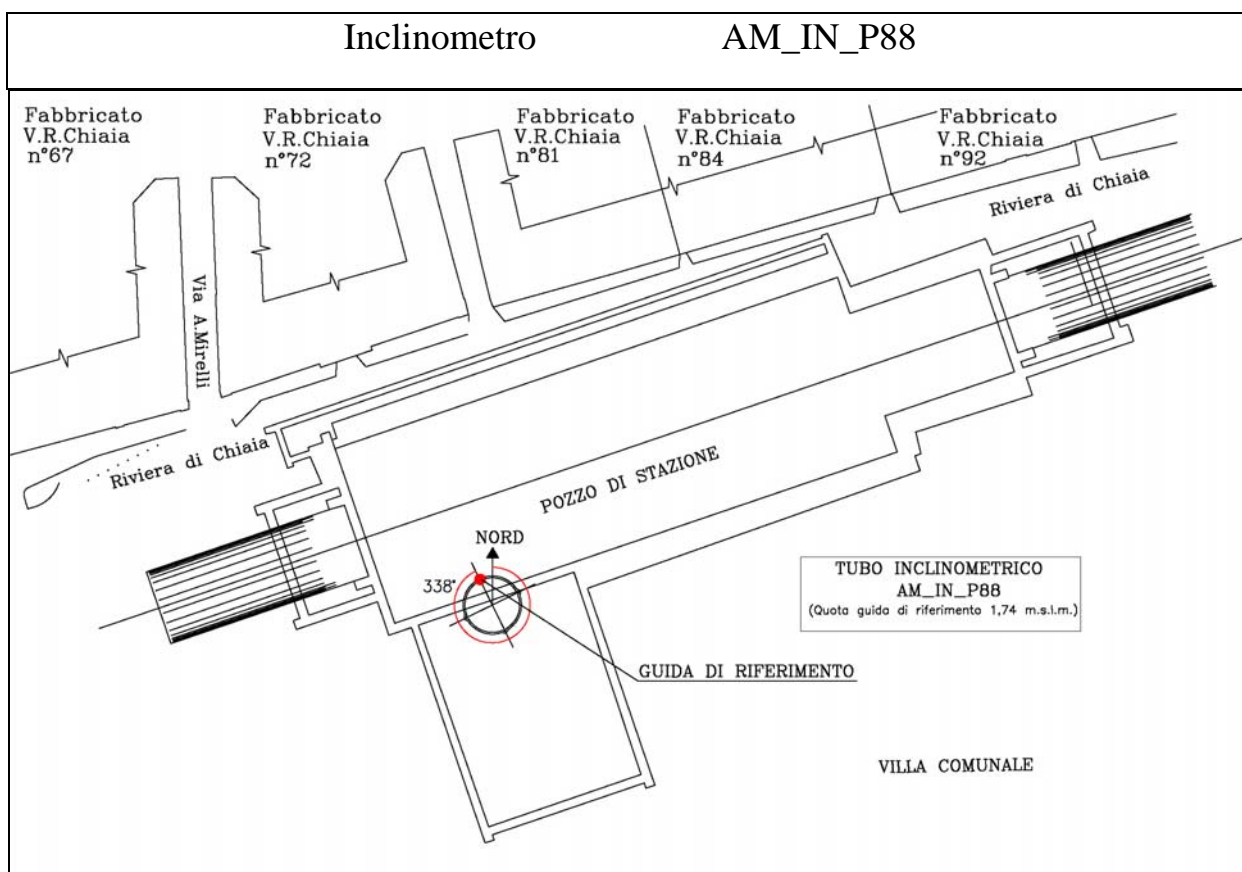 Inclinometro AM_IN_P88
Fabbricato
V.R.Chiaia
n°67
Fabbricato
V.R.Chiaia
n°72
Fabbricato
V.R.Chiaia
n°81
Fabbricato
V.R.Chiaia
n°84
Fabbricato
V.R.Chiaia
n°92
Riviera di Chiaia
Via A.Mirelli
Riviera di Chiaia
POZZO DI STAZIONE
NORD
338°
TUBO INCLINOMETRICO
AM_IN_P88
(Quota guida di riferimento 1,74 m.s.l.m.)
GUIDA DI RIFERIMENTO
VILLA COMUNALE